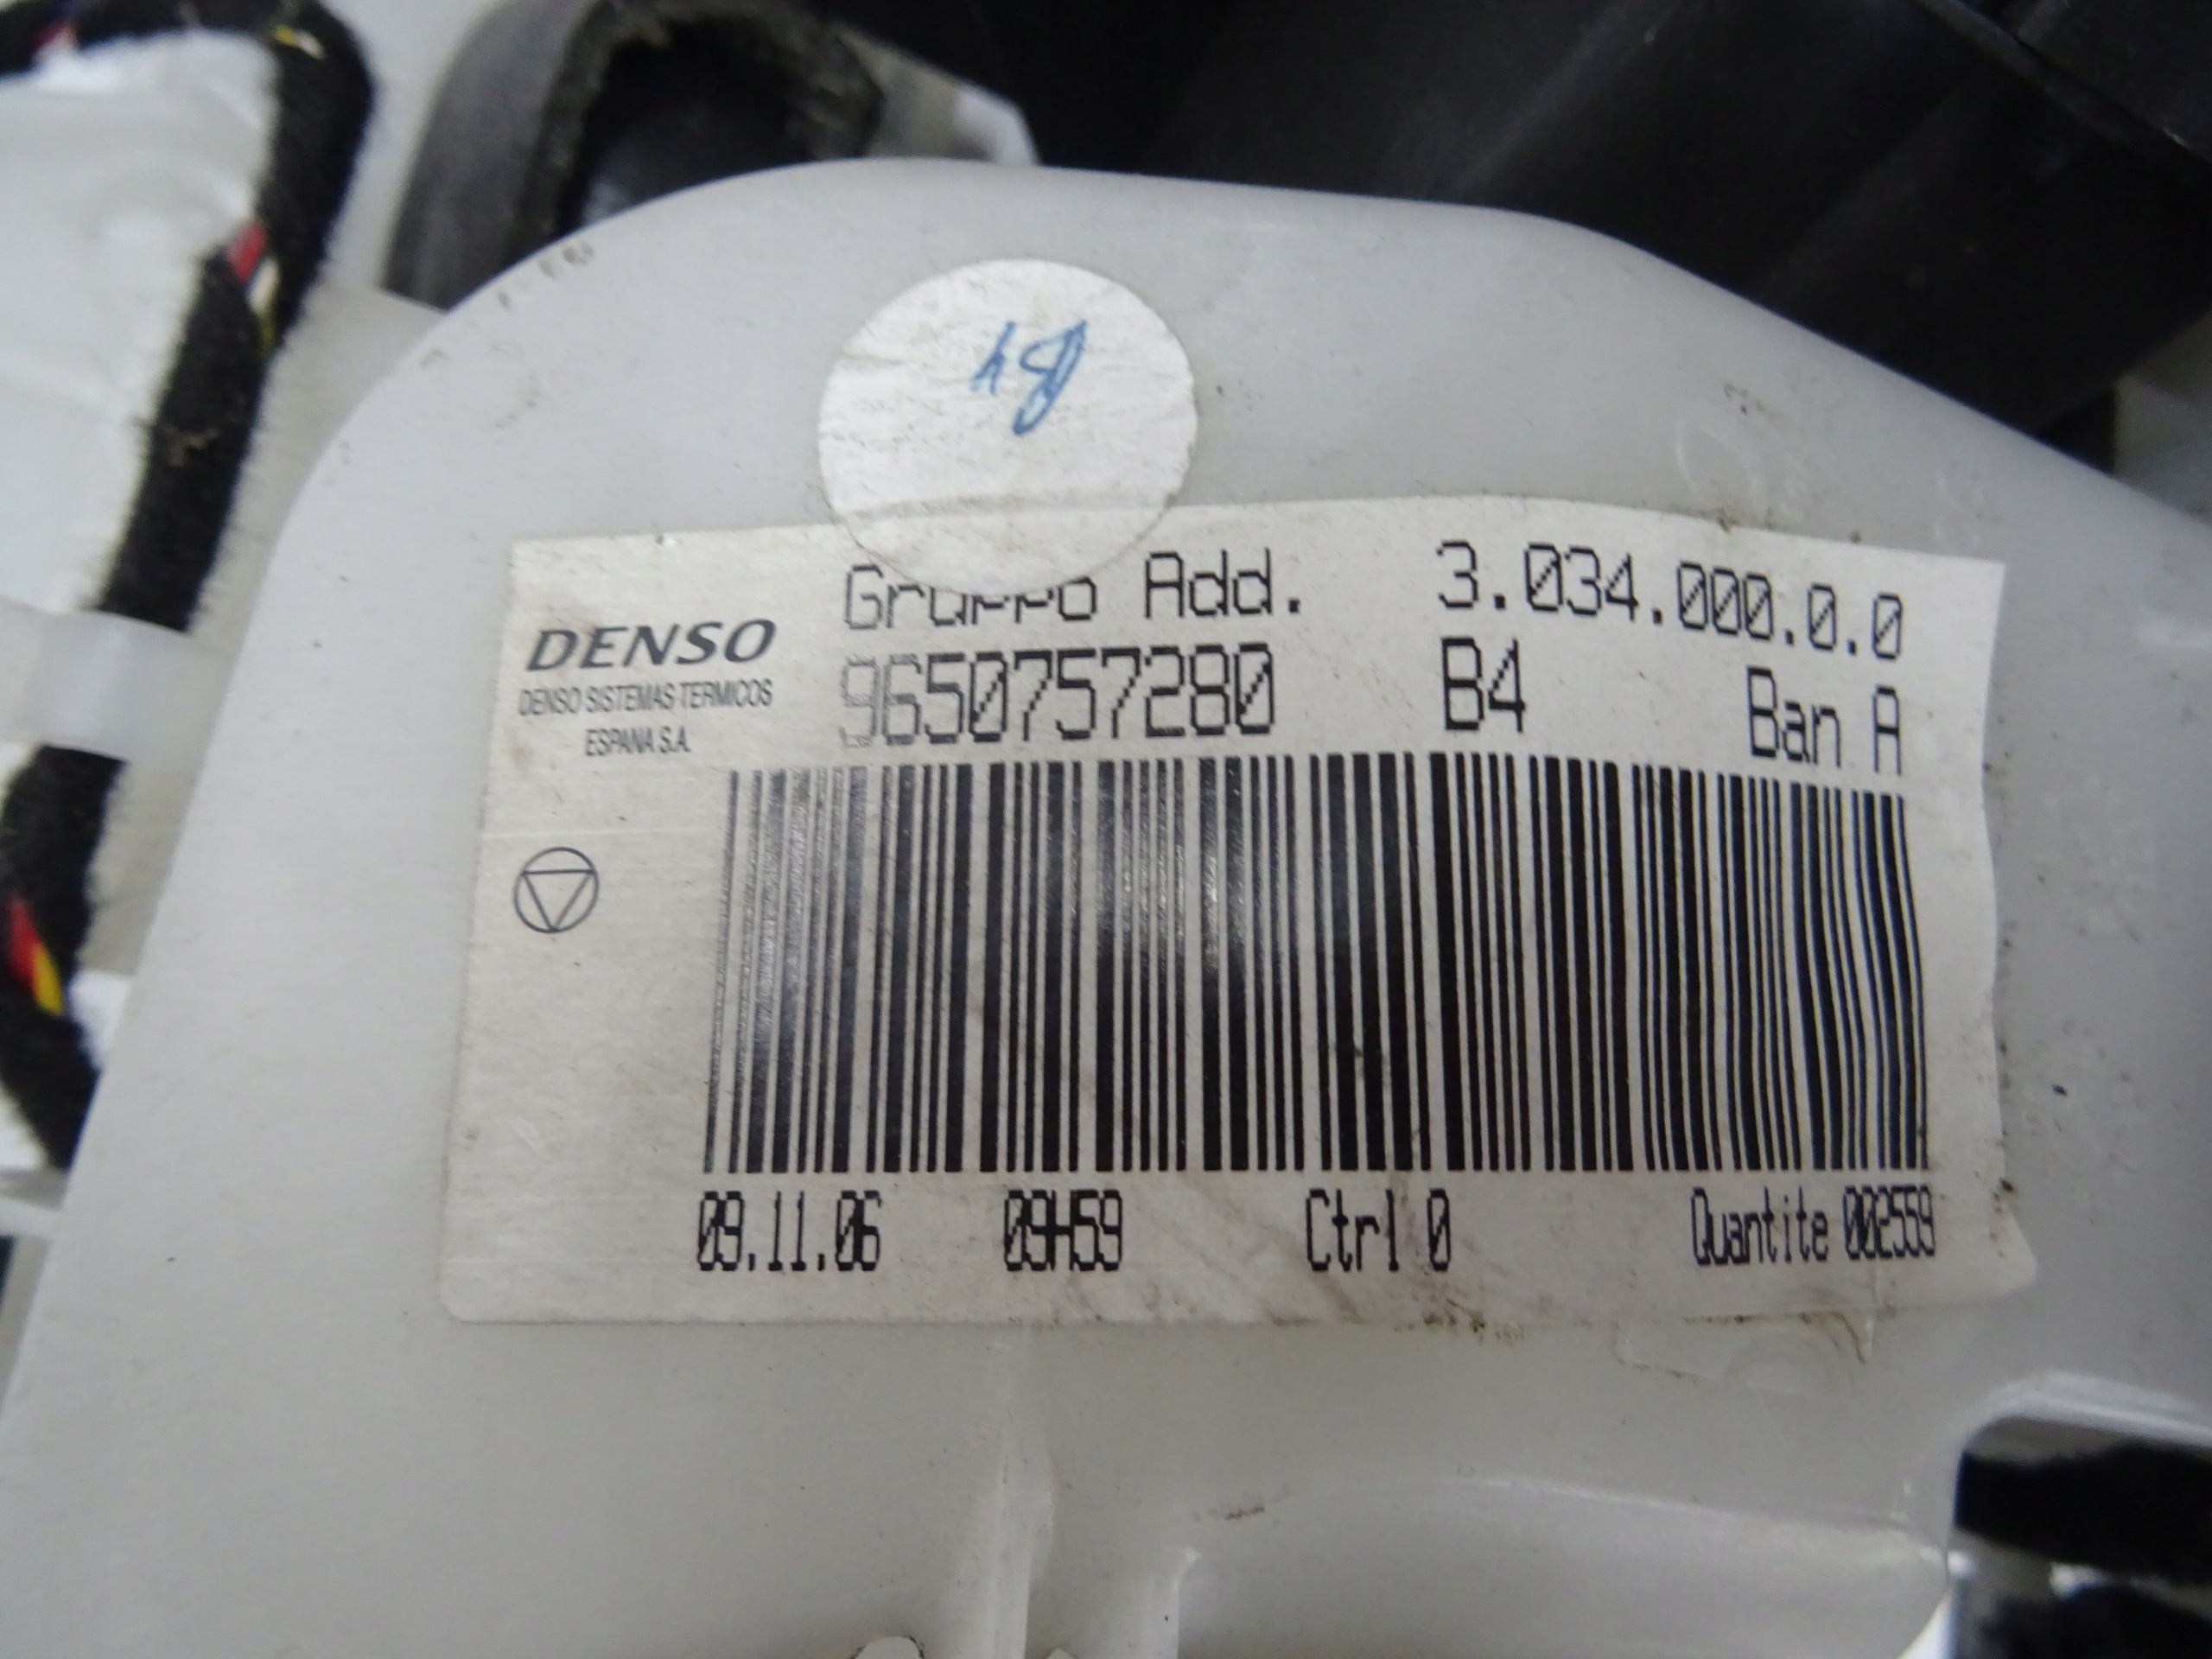 B4
Gruppo Add. 3.034.000.0.0
DENSO
DENSO SISTEMAS TERMICOS
ESPANA S.A.
9650757280 B4 Ban A
09.11.06 09H59 Ctrl 0 Quantite 002559